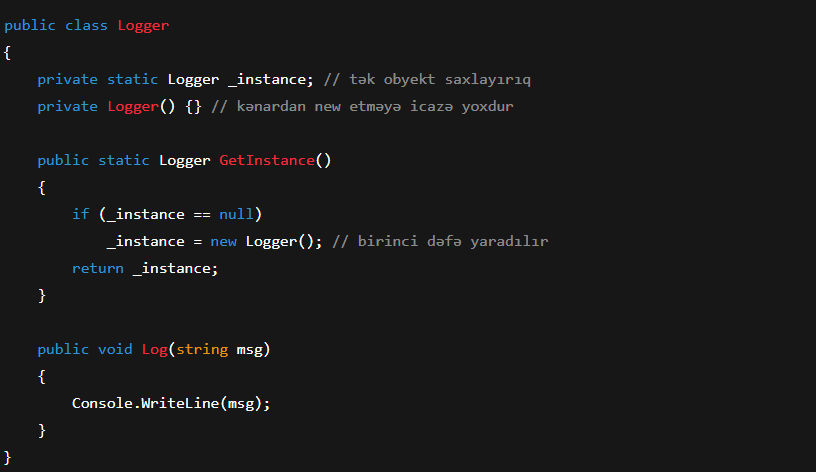 public class Logger
{
    private static Logger _instance; // tək obyekt saxlayırıq
    private Logger() {} // kənardan new etməyə icazə yoxdur

    public static Logger GetInstance()
    {
        if (_instance == null)
            _instance = new Logger(); // birinci dəfə yaradılır
        return _instance;
    }

    public void Log(string msg)
    {
        Console.WriteLine(msg);
    }
}